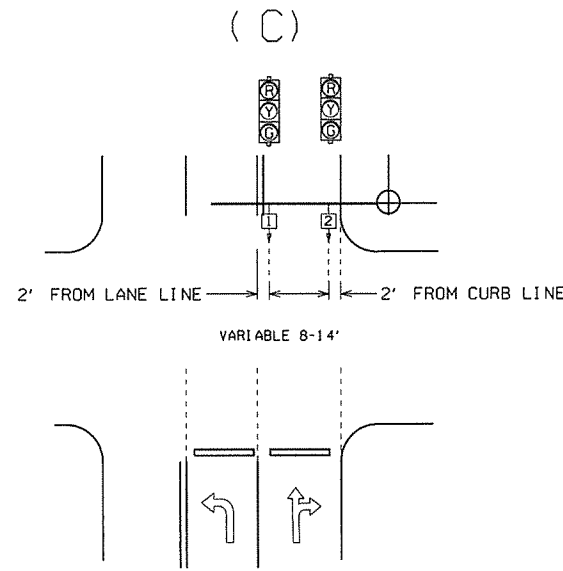 (C)
R R
Y Y
G G
1 2
2' FROM LANE LINE 2' FROM CURB LINE
VARIABLE 8-14'